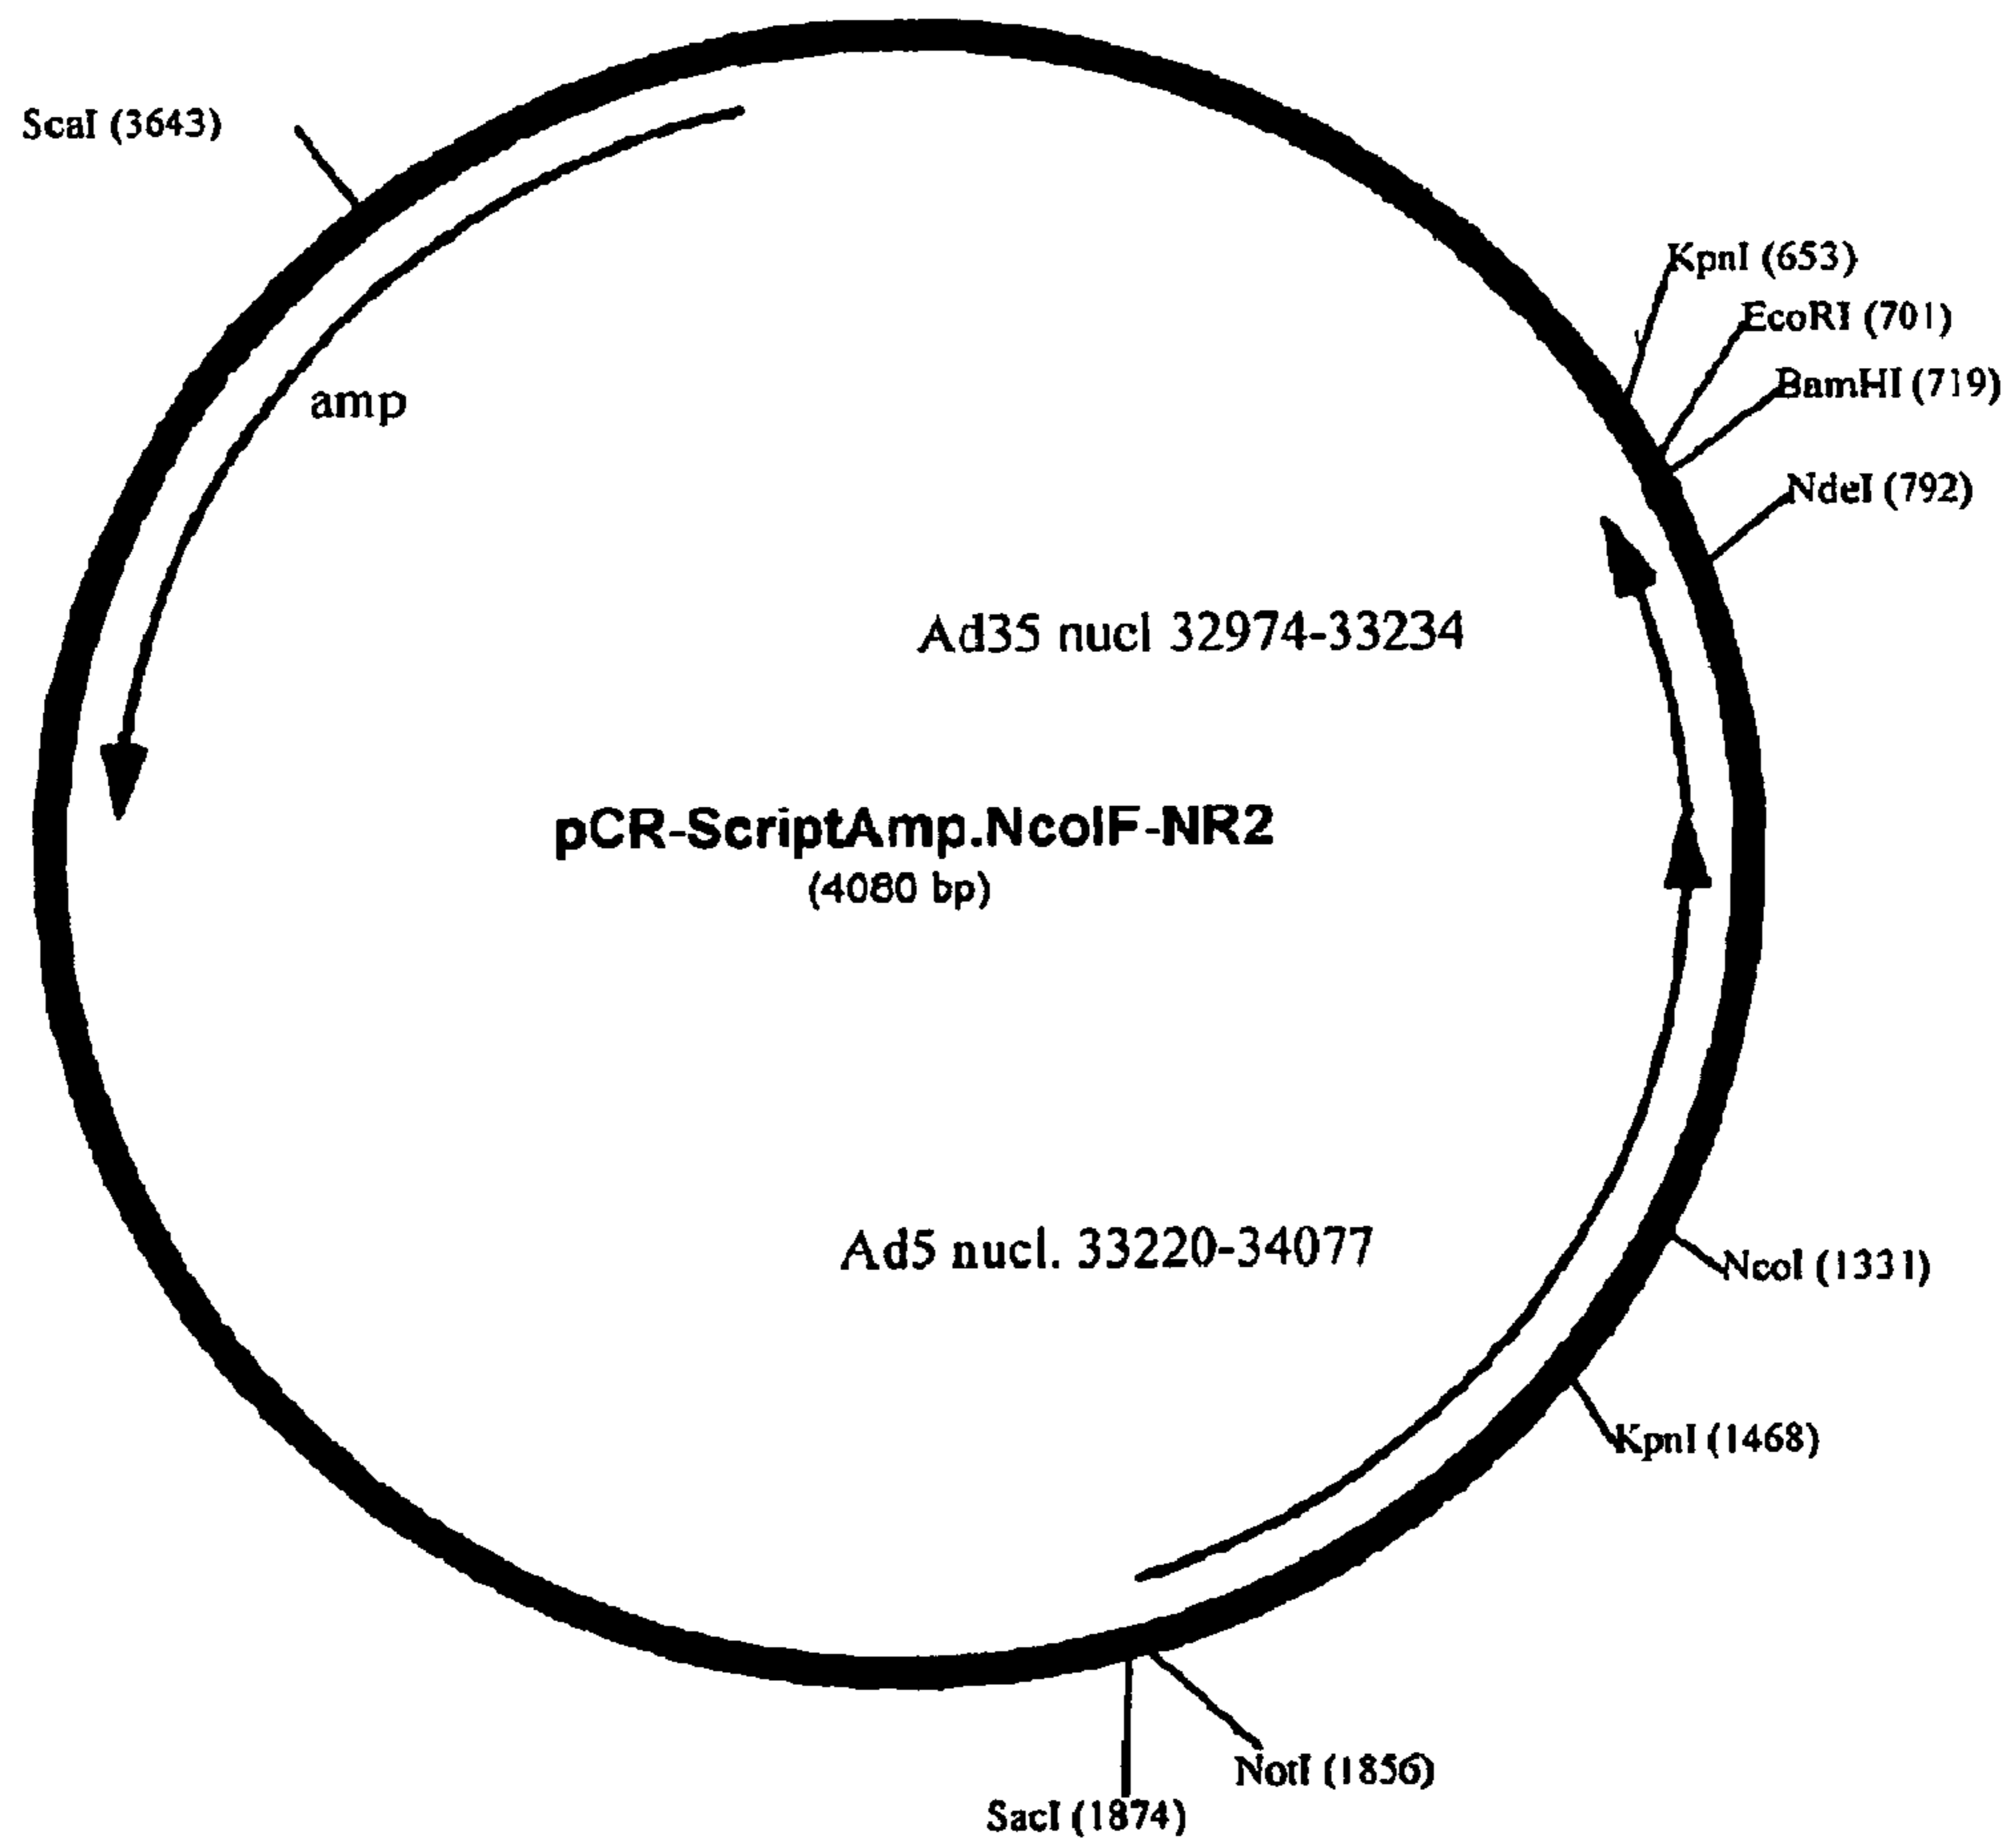 ScaI (3643)
KpnI (653)
EcoRI (701)
BamHI (719)
NdeI (792)
amp
Ad35 nucl 32974-33234
pCR-ScriptAmp.NcoIF-NR2
(4080 bp)
Ad5 nucl. 33220-34077
NcoI (1331)
KpnI (1468)
NotI (1856)
SacI (1874)